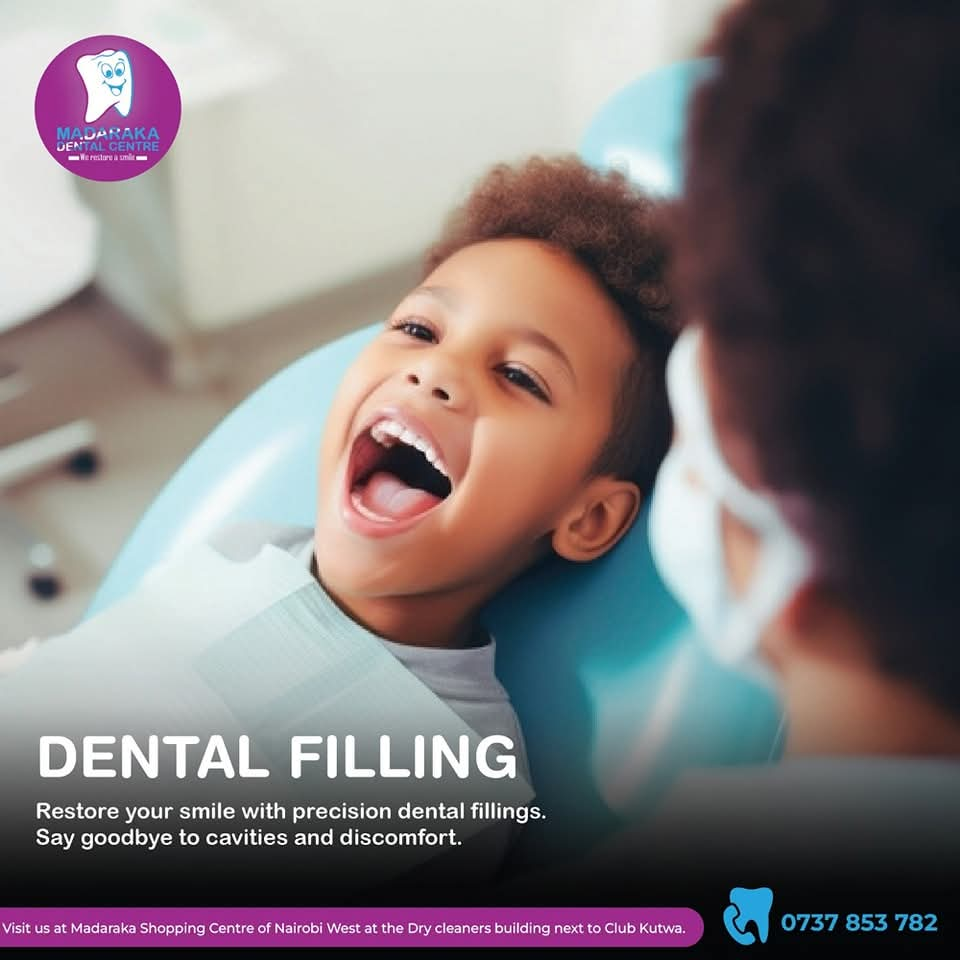 MADARAKA
DENTAL CENTRE
We restore a smile
DENTAL FILLING
Restore your smile with precision dental fillings.
Say goodbye to cavities and discomfort.
Visit us at Madaraka Shopping Centre of Nairobi West at the Dry cleaners building next to Club Kutwa.
0737 853 782